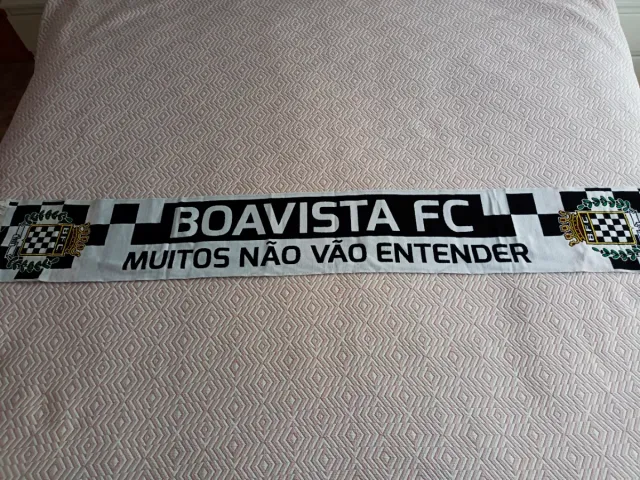 BOAVISTA FC
MUITOS NÃO VÃO ENTENDER